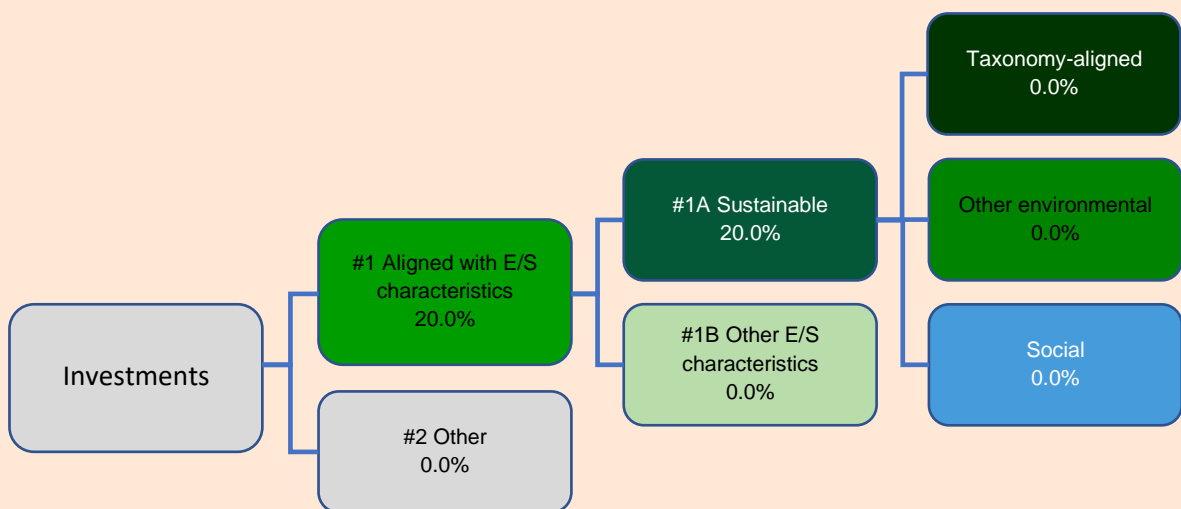 Investments
#1 Aligned with E/S
characteristics
20.0%
#2 Other
0.0%
#1A Sustainable
20.0%
#1B Other E/S
characteristics
0.0%
Taxonomy-aligned
0.0%
Other environmental
0.0%
Social
0.0%